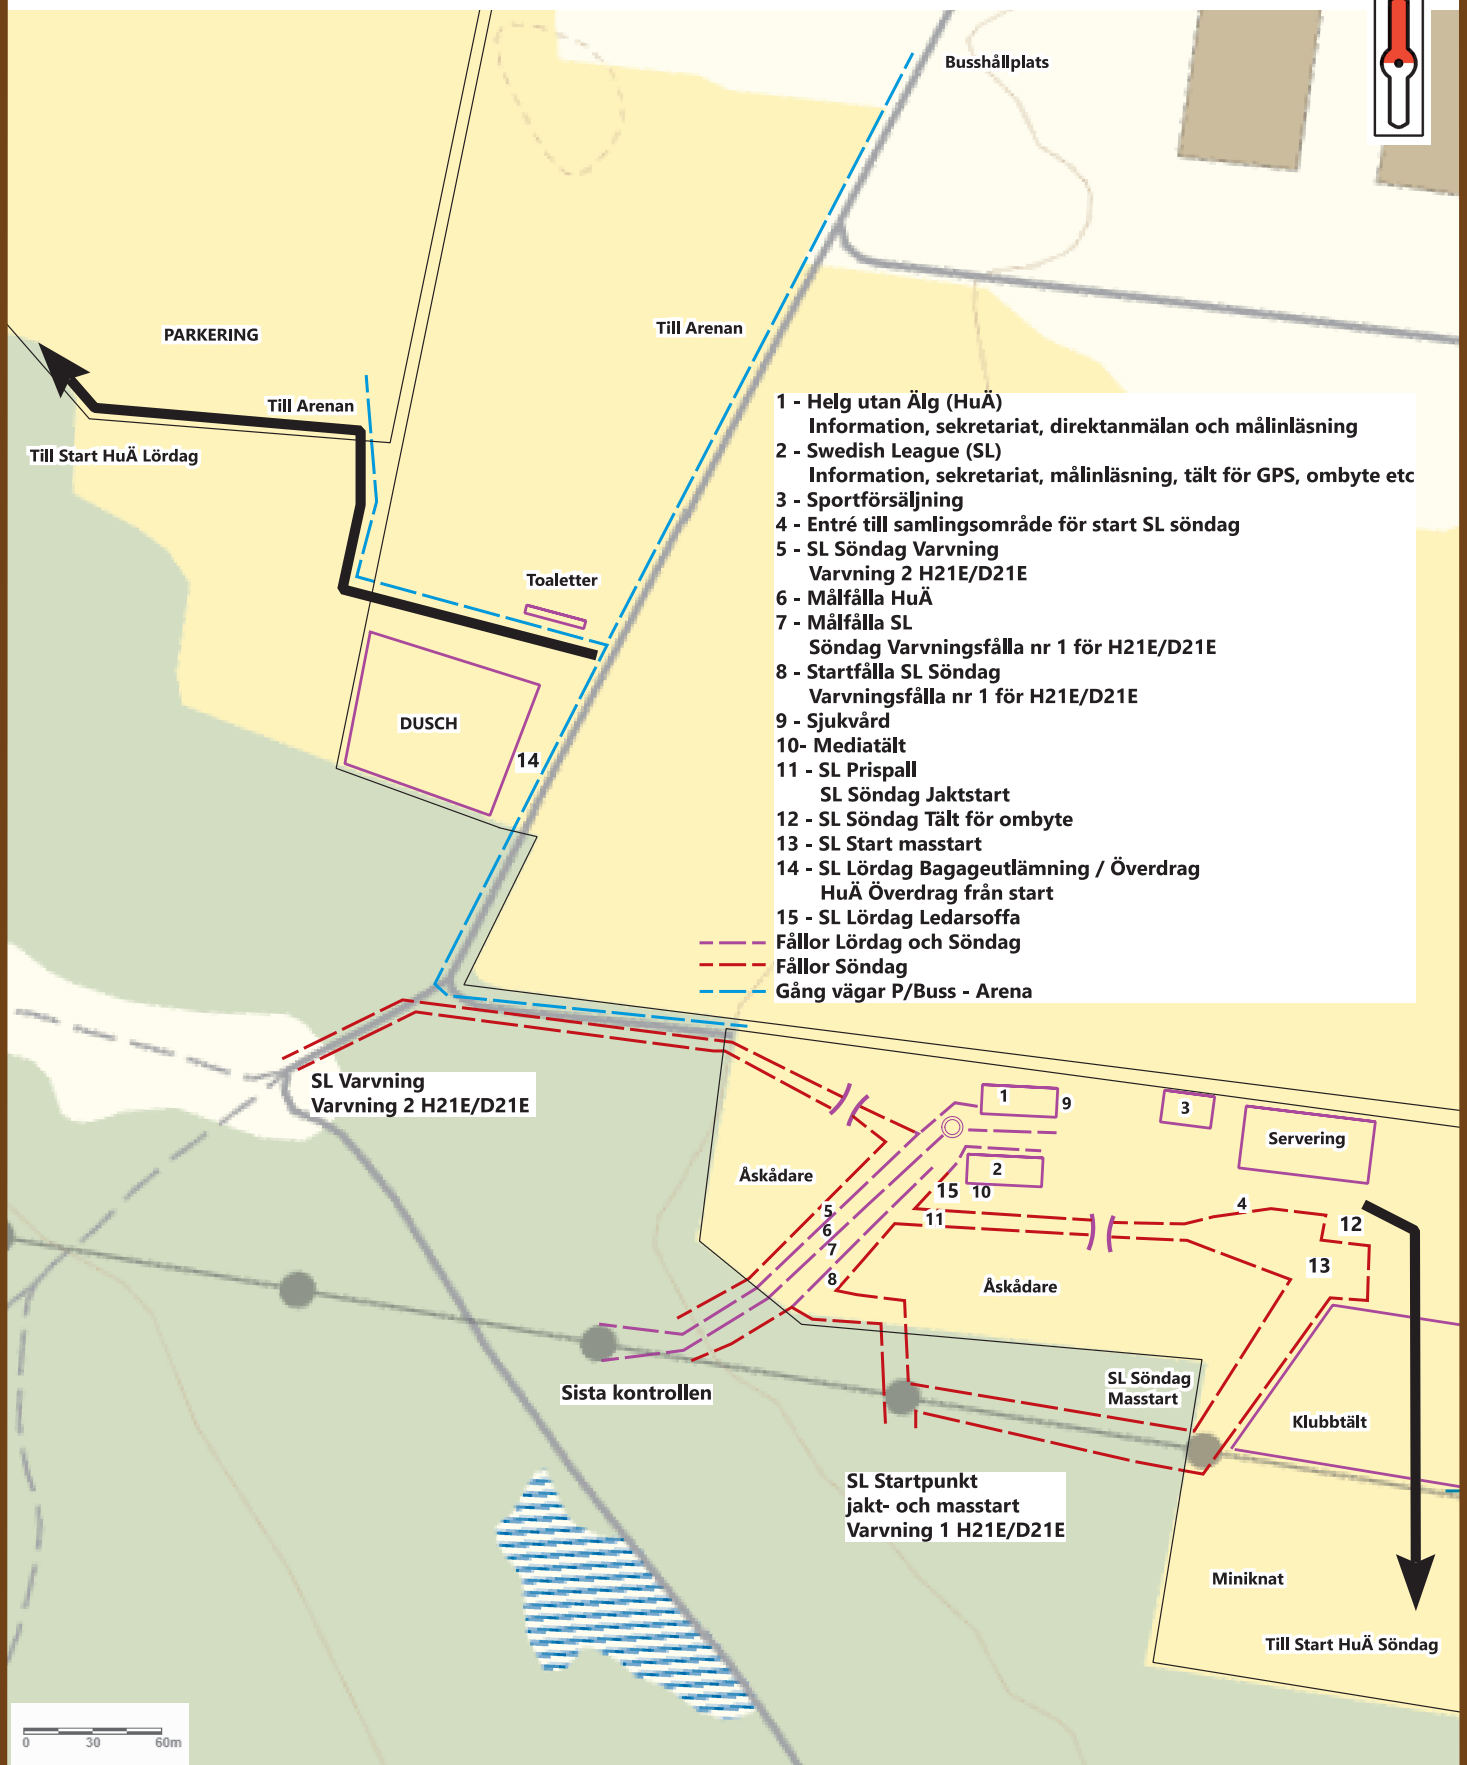 Busshållplats
Till Arenan
PARKERING
Till Arenan
Till Start HuÄ Lördag
1 - Helg utan Älg (HuÄ)
Information, sekretariat, direktanmälan och målinläsning
2 - Swedish League (SL)
Information, sekretariat, målinläsning, tält för GPS, ombyte etc
3 - Sportförsäljning
4 - Entré till samlingsområde för start SL söndag
5 - SL Söndag Varvning
Varvning 2 H21E/D21E
6 - Målfålla HuÄ
7 - Målfålla SL
Söndag Varvningsfålla nr 1 för H21E/D21E
8 - Startfålla SL Söndag
Varvningsfålla nr 1 för H21E/D21E
9 - Sjukvård
10- Mediatält
11 - SL Prispall
SL Söndag Jaktstart
12 - SL Söndag Tält för ombyte
13 - SL Start masstart
14 - SL Lördag Bagageutlämning / Överdrag
HuÄ Överdrag från start
15 - SL Lördag Ledarsoffa
Fållor Lördag och Söndag
Fållor Söndag
Gång vägar P/Buss - Arena
Toaletter
DUSCH
14
SL Varvning
Varvning 2 H21E/D21E
1
9
3
Servering
Åskådare
2
15
10
5
11
4
12
6
7
13
8
Åskådare
Sista kontrollen
SL Söndag
Masstart
Klubbtält
SL Startpunkt
jakt- och masstart
Varvning 1 H21E/D21E
Miniknat
Till Start HuÄ Söndag
0 30 60m